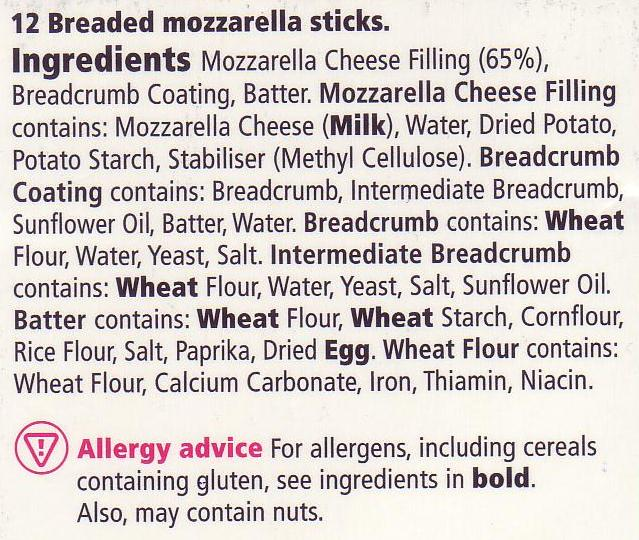 12 Breaded mozzarella sticks.
Ingredients Mozzarella Cheese Filling (65%),
Breadcrumb Coating, Batter. Mozzarella Cheese Filling
contains: Mozzarella Cheese (Milk), Water, Dried Potato,
Potato Starch, Stabiliser (Methyl Cellulose). Breadcrumb
Coating contains: Breadcrumb, Intermediate Breadcrumb,
Sunflower Oil, Batter, Water. Breadcrumb contains: Wheat
Flour, Water, Yeast, Salt. Intermediate Breadcrumb
contains: Wheat Flour, Water, Yeast, Salt, Sunflower Oil.
Batter contains: Wheat Flour, Wheat Starch, Cornflour,
Rice Flour, Salt, Paprika, Dried Egg. Wheat Flour contains:
Wheat Flour, Calcium Carbonate, Iron, Thiamin, Niacin.
Allergy advice For allergens, including cereals
containing gluten, see ingredients in bold.
Also, may contain nuts.